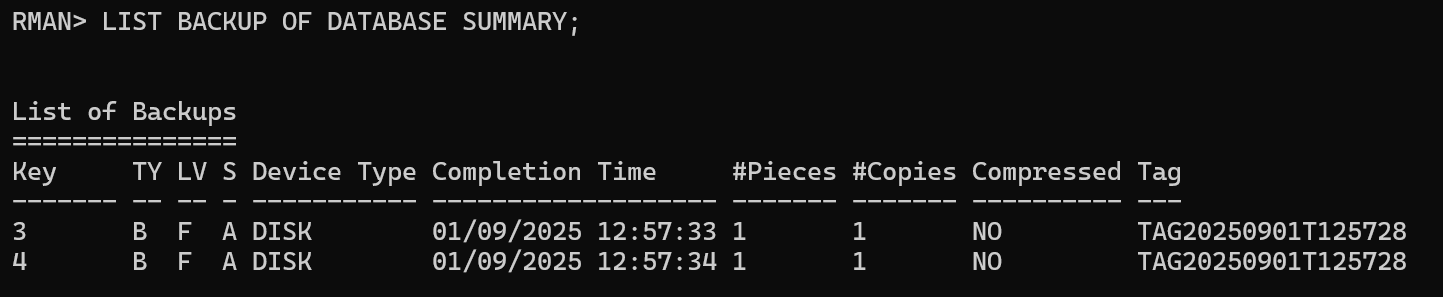 RMAN> LIST BACKUP OF DATABASE SUMMARY;
List of Backups
===============
Key     TY LV S Device Type Completion Time     #Pieces #Copies Compressed Tag
------- -- -- - ----------- ------------------- ------- ------- ---------- ---
3       B  F  A DISK        01/09/2025 12:57:33 1       1       NO         TAG20250901T125728
4       B  F  A DISK        01/09/2025 12:57:34 1       1       NO         TAG20250901T125728